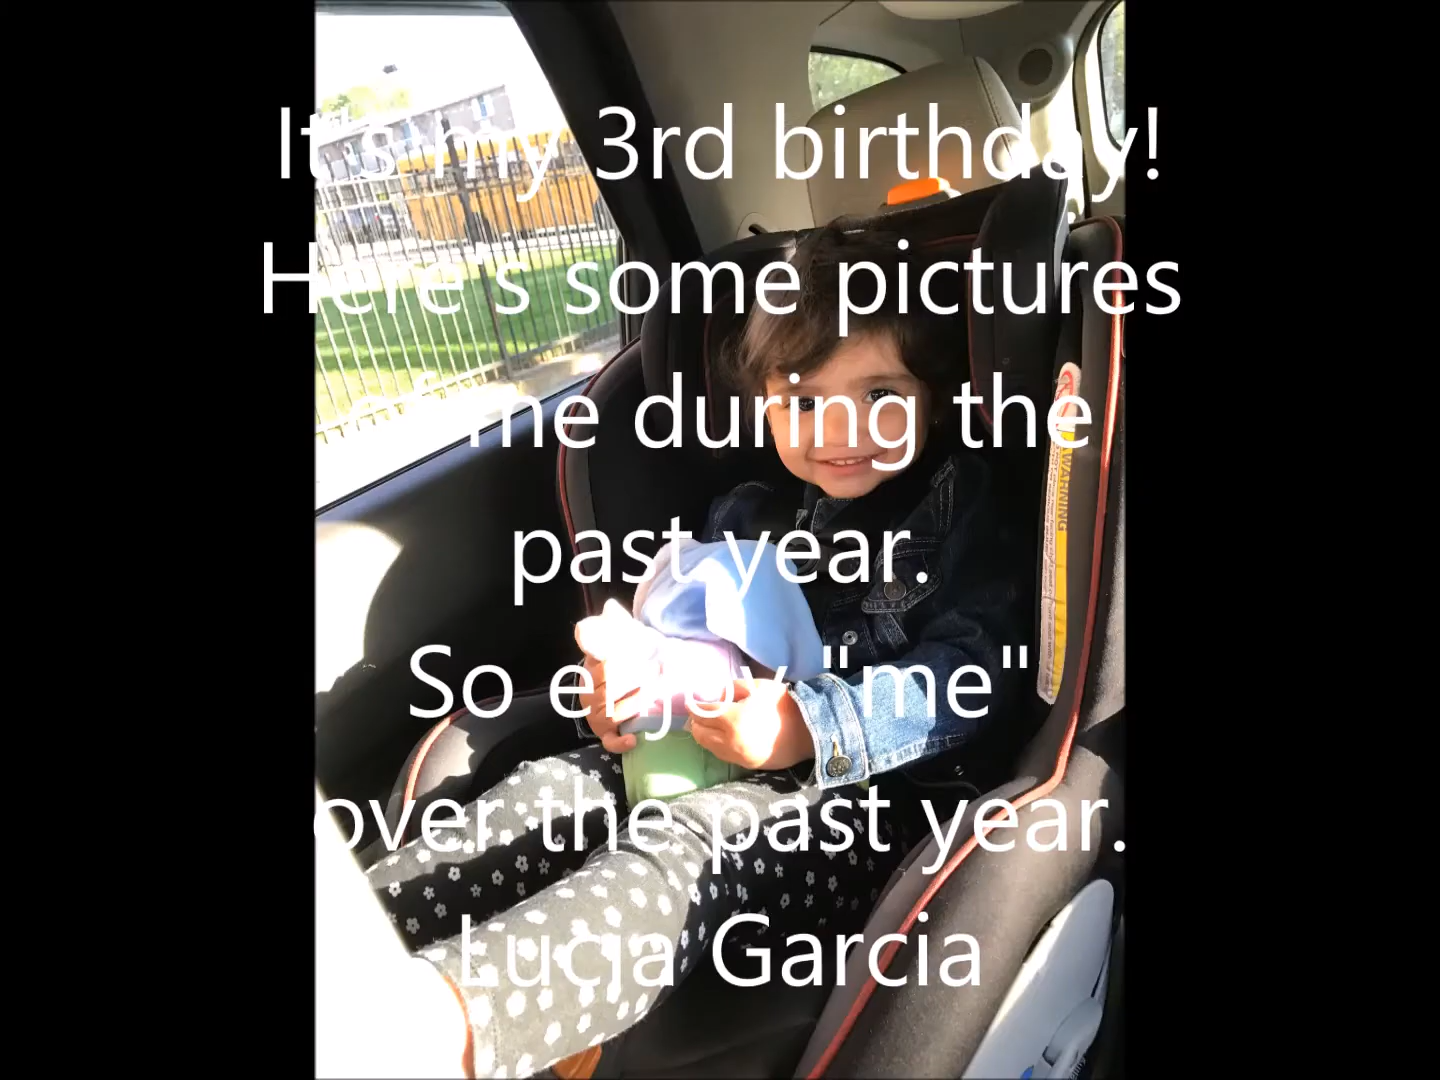 It's my 3rd birthday!
Here's some pictures
of me during the
past year.
So enjoy "me"
over the past year.
Lucia Garcia
WARNING